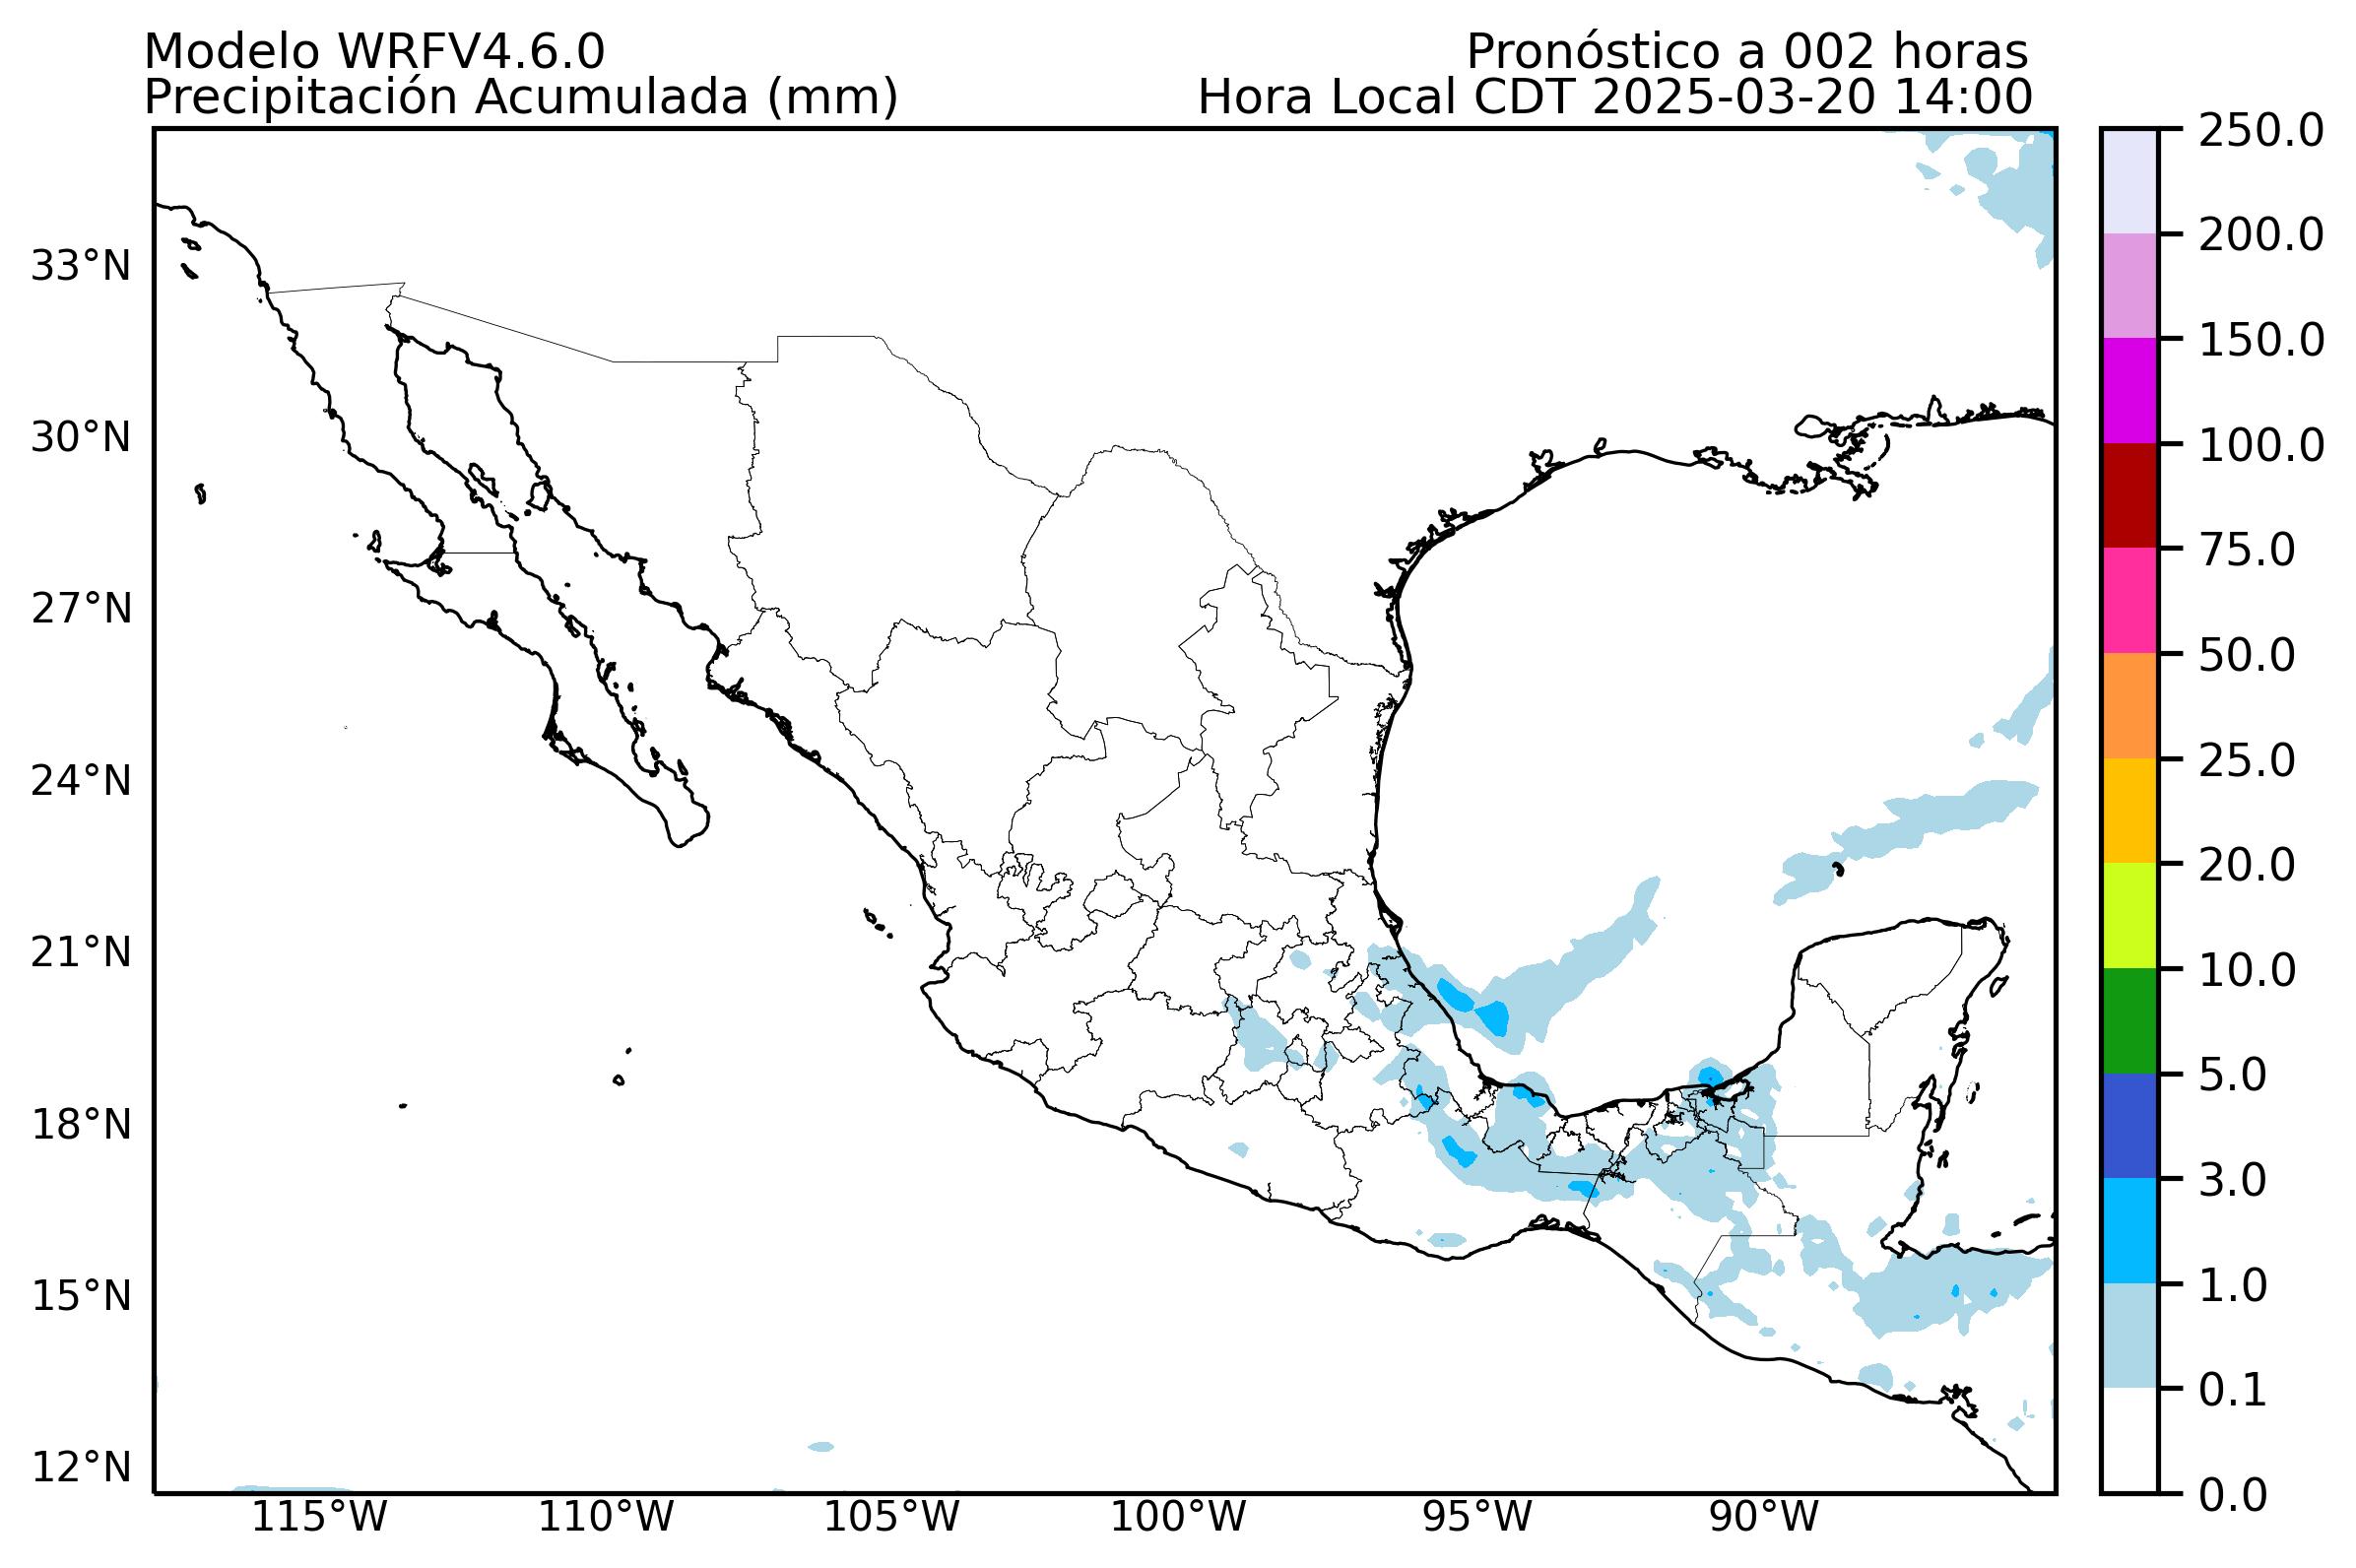 Modelo WRFV4.6.0
Pronóstico a 002 horas
Precipitación Acumulada (mm)
Hora Local CDT 2025-03-20 14:00
33°N
30°N
27°N
24°N
21°N
18°N
15°N
12°N
115°W
110°W
105°W
100°W
95°W
90°W
250.0
200.0
150.0
100.0
75.0
50.0
25.0
20.0
10.0
5.0
3.0
1.0
0.1
0.0